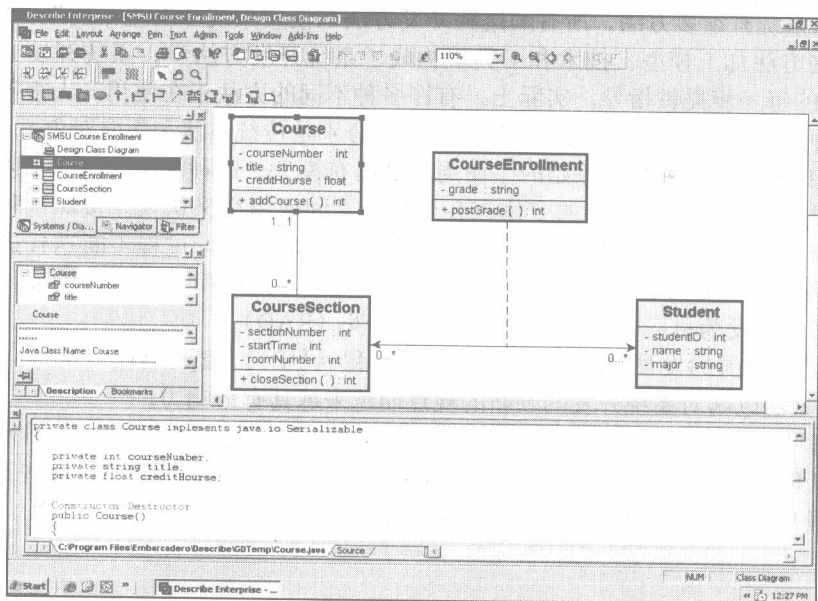 Describe Enterprise - [SMSU Course Enrollment, Design Class Diagram]
File Edit Layout Arrange Pen Text Admin Tools Window Add-Ins Help
110%
SMSU Course Enrollment
Design Class Diagram
Course
CourseEnrollment
CourseSection
Student
Systems / Dia... Navigator Filter
Course
courseNumber
title
Course
Java Class Name : Course
Description Bookmarks
Course
- courseNumber : int
- title : string
- creditHourse : float
+ addCourse ( ) : int
1 1
0...*
CourseEnrollment
- grade : string
+ postGrade ( ) : int
CourseSection
- sectionNumber : int
- startTime : int
- roomNumber : int
+ closeSection ( ) : int
0...*
0...*
Student
- studentID : int
- name : string
- major : string
private class Course implements java.io.Serializable
{
private int courseNumber;
private string title;
private float creditHourse;
Constructor Destructor
public Course()
{
}
C:\Program Files\Embarcadero\Describe\GDTemp\Course.java Source
NUM Class Diagram
Start » Describe Enterprise - ... « 12:27 PM